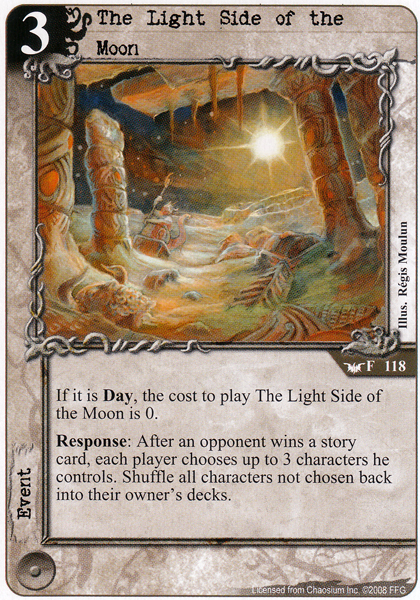 3
The Light Side of the
Moon
Illus. Régis Moulun
F 118
If it is Day, the cost to play The Light Side of
the Moon is 0.
Response: After an opponent wins a story
card, each player chooses up to 3 characters he
controls. Shuffle all characters not chosen back
into their owner's decks.
Event
Licensed from Chaosium Inc. ©2008 FFG